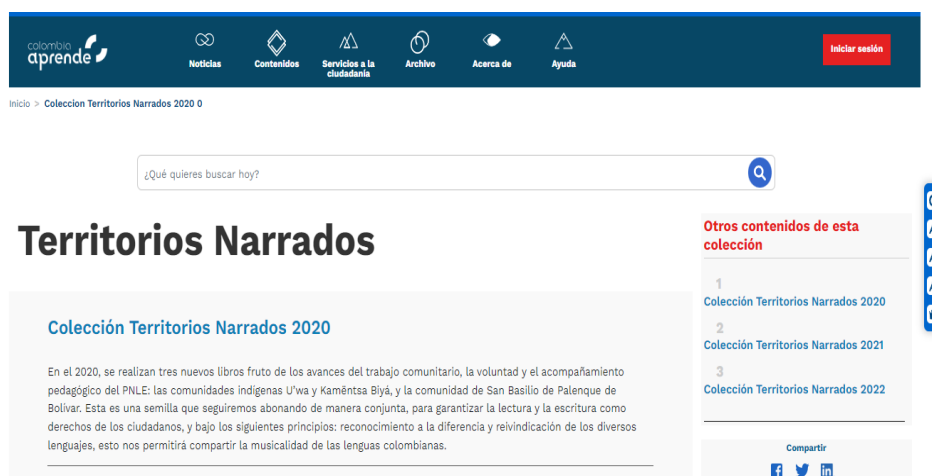 colombia
aprende
Noticias
Contenidos
Servicios a la
ciudadanía
Archivo
Acerca de
Ayuda
Iniciar sesión
Inicio > Coleccion Territorios Narrados 2020 0
¿Qué quieres buscar hoy?
Territorios Narrados
Colección Territorios Narrados 2020
En el 2020, se realizan tres nuevos libros fruto de los avances del trabajo comunitario, la voluntad y el acompañamiento
pedagógico del PNLE: las comunidades indígenas U'wa y Kamëntsa Biyá, y la comunidad de San Basilio de Palenque de
Bolívar. Esta es una semilla que seguiremos abonando de manera conjunta, para garantizar la lectura y la escritura como
derechos de los ciudadanos, y bajo los siguientes principios: reconocimiento a la diferencia y reivindicación de los diversos
lenguajes, esto nos permitirá compartir la musicalidad de las lenguas colombianas.
Otros contenidos de esta
colección
1
Colección Territorios Narrados 2020
2
Colección Territorios Narrados 2021
3
Colección Territorios Narrados 2022
Compartir